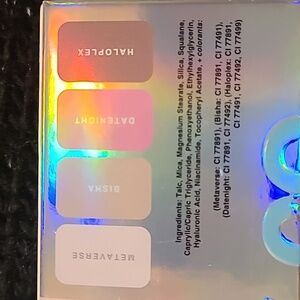 HALOPLEX
DATENIGHT
BISHA
METAVERSE
Ingredients: Talc, Mica, Magnesium Stearate, Silica, Squalane,
Caprylic/Capric Triglyceride, Phenoxyethanol, Ethylhexylglycerin,
Hyaluronic Acid, Niacinamide, Tocopheryl Acetate, + colorants:
(Metaverse: CI 77891), (Bisha: CI 77891, CI 77491),
(Datenight: CI 77891, CI 77492), (Haloplex: CI 77891,
CI 77491, CI 77492, CI 77499)